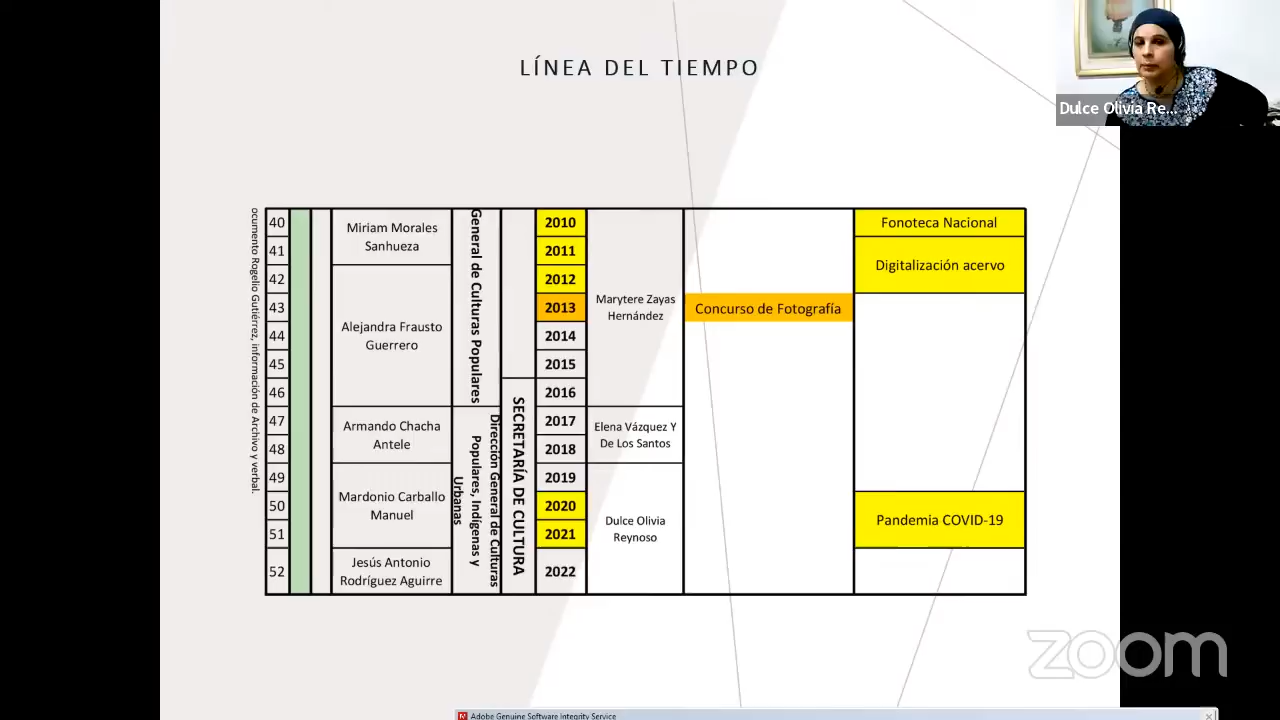 LÍNEA DEL TIEMPO
Dulce Olivia Re...
ocumento Rogelio Gutiérrez, información de Archivo y verbal.
40
41
42
43
44
45
46
47
48
49
50
51
52
Miriam Morales
Sanhueza
Alejandra Frausto
Guerrero
Armando Chacha
Antele
Mardonio Carballo
Manuel
Jesús Antonio
Rodríguez Aguirre
General de Culturas Populares
Dirección General de Culturas
Populares, Indígenas y
Urbanas
SECRETARÍA DE CULTURA
2010
2011
2012
2013
2014
2015
2016
2017
2018
2019
2020
2021
2022
Marytere Zayas
Hernández
Elena Vázquez Y
De Los Santos
Dulce Olivia
Reynoso
Concurso de Fotografía
Fonoteca Nacional
Digitalización acervo
Pandemia COVID-19
zoom
Adobe Genuine Software Integrity Service